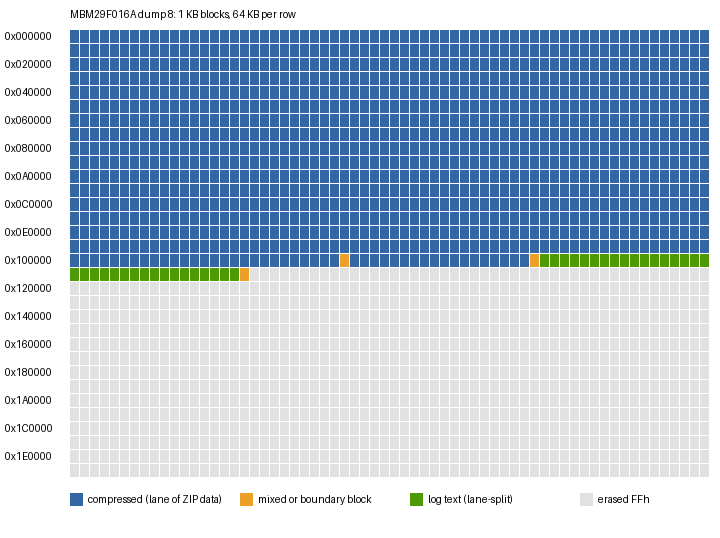 MBM29F016A dump 8: 1 KB blocks, 64 KB per row
0x000000
0x020000
0x040000
0x060000
0x080000
0x0A0000
0x0C0000
0x0E0000
0x100000
0x120000
0x140000
0x160000
0x180000
0x1A0000
0x1C0000
0x1E0000
compressed (lane of ZIP data) mixed or boundary block log text (lane-split) erased FFh